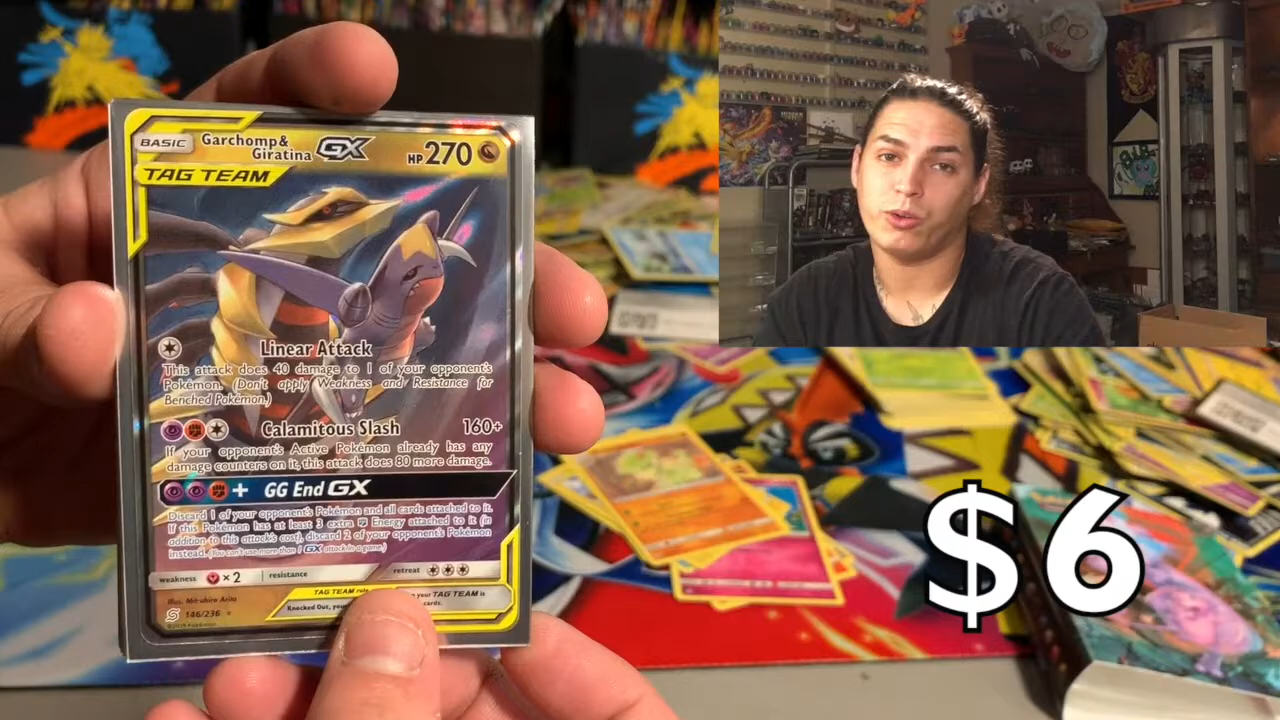 BASIC
Garchomp&
Giratina GX
HP 270
TAG TEAM
Linear Attack
This attack does 40 damage to 1 of your opponent's
Pokémon. (Don't apply Weakness and Resistance for
Benched Pokémon.)
Calamitous Slash 160+
If your opponent's Active Pokémon already has any
damage counters on it, this attack does 80 more damage.
+ GG End GX
Discard 1 of your opponent's Pokémon and all cards attached to it.
If this Pokémon has at least 3 extra Energy attached to it (in
addition to this attack's cost), discard 2 of your opponent's Pokémon
instead. (You can't use more than 1 GX attack in a game.)
weakness ×2 resistance retreat
TAG TEAM rule your TAG TEAM is
Knocked Out, your cards.
Illus. Mitsuhiro Arita
146/236
©2019 Pokémon
$6